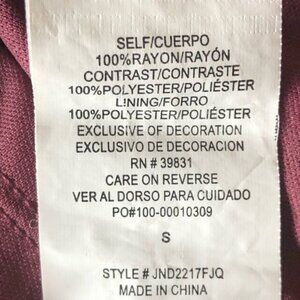 SELF/CUERPO
100%RAYON/RAYÓN
CONTRAST/CONTRASTE
100%POLYESTER/POLIÉSTER
LINING/FORRO
100%POLYESTER/POLIÉSTER
EXCLUSIVE OF DECORATION
EXCLUSIVO DE DECORACION
RN # 39831
CARE ON REVERSE
VER AL DORSO PARA CUIDADO
PO#100-00010309
S
STYLE # JND2217FJQ
MADE IN CHINA